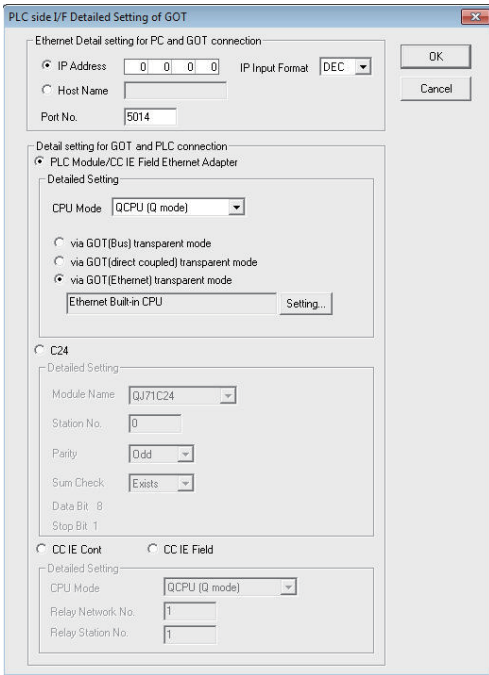 PLC side I/F Detailed Setting of GOT
Ethernet Detail setting for PC and GOT connection
IP Address 0 0 0 0 IP Input Format DEC
Host Name
Port No. 5014
OK
Cancel
Detail setting for GOT and PLC connection
PLC Module/CC IE Field Ethernet Adapter
Detailed Setting
CPU Mode QCPU (Q mode)
via GOT(Bus) transparent mode
via GOT(direct coupled) transparent mode
via GOT(Ethernet) transparent mode
Ethernet Built-in CPU Setting...
C24
Detailed Setting
Module Name QJ71C24
Station No. 0
Parity Odd
Sum Check Exists
Data Bit 8
Stop Bit 1
CC IE Cont CC IE Field
Detailed Setting
CPU Mode QCPU (Q mode)
Relay Network No. 1
Relay Station No. 1